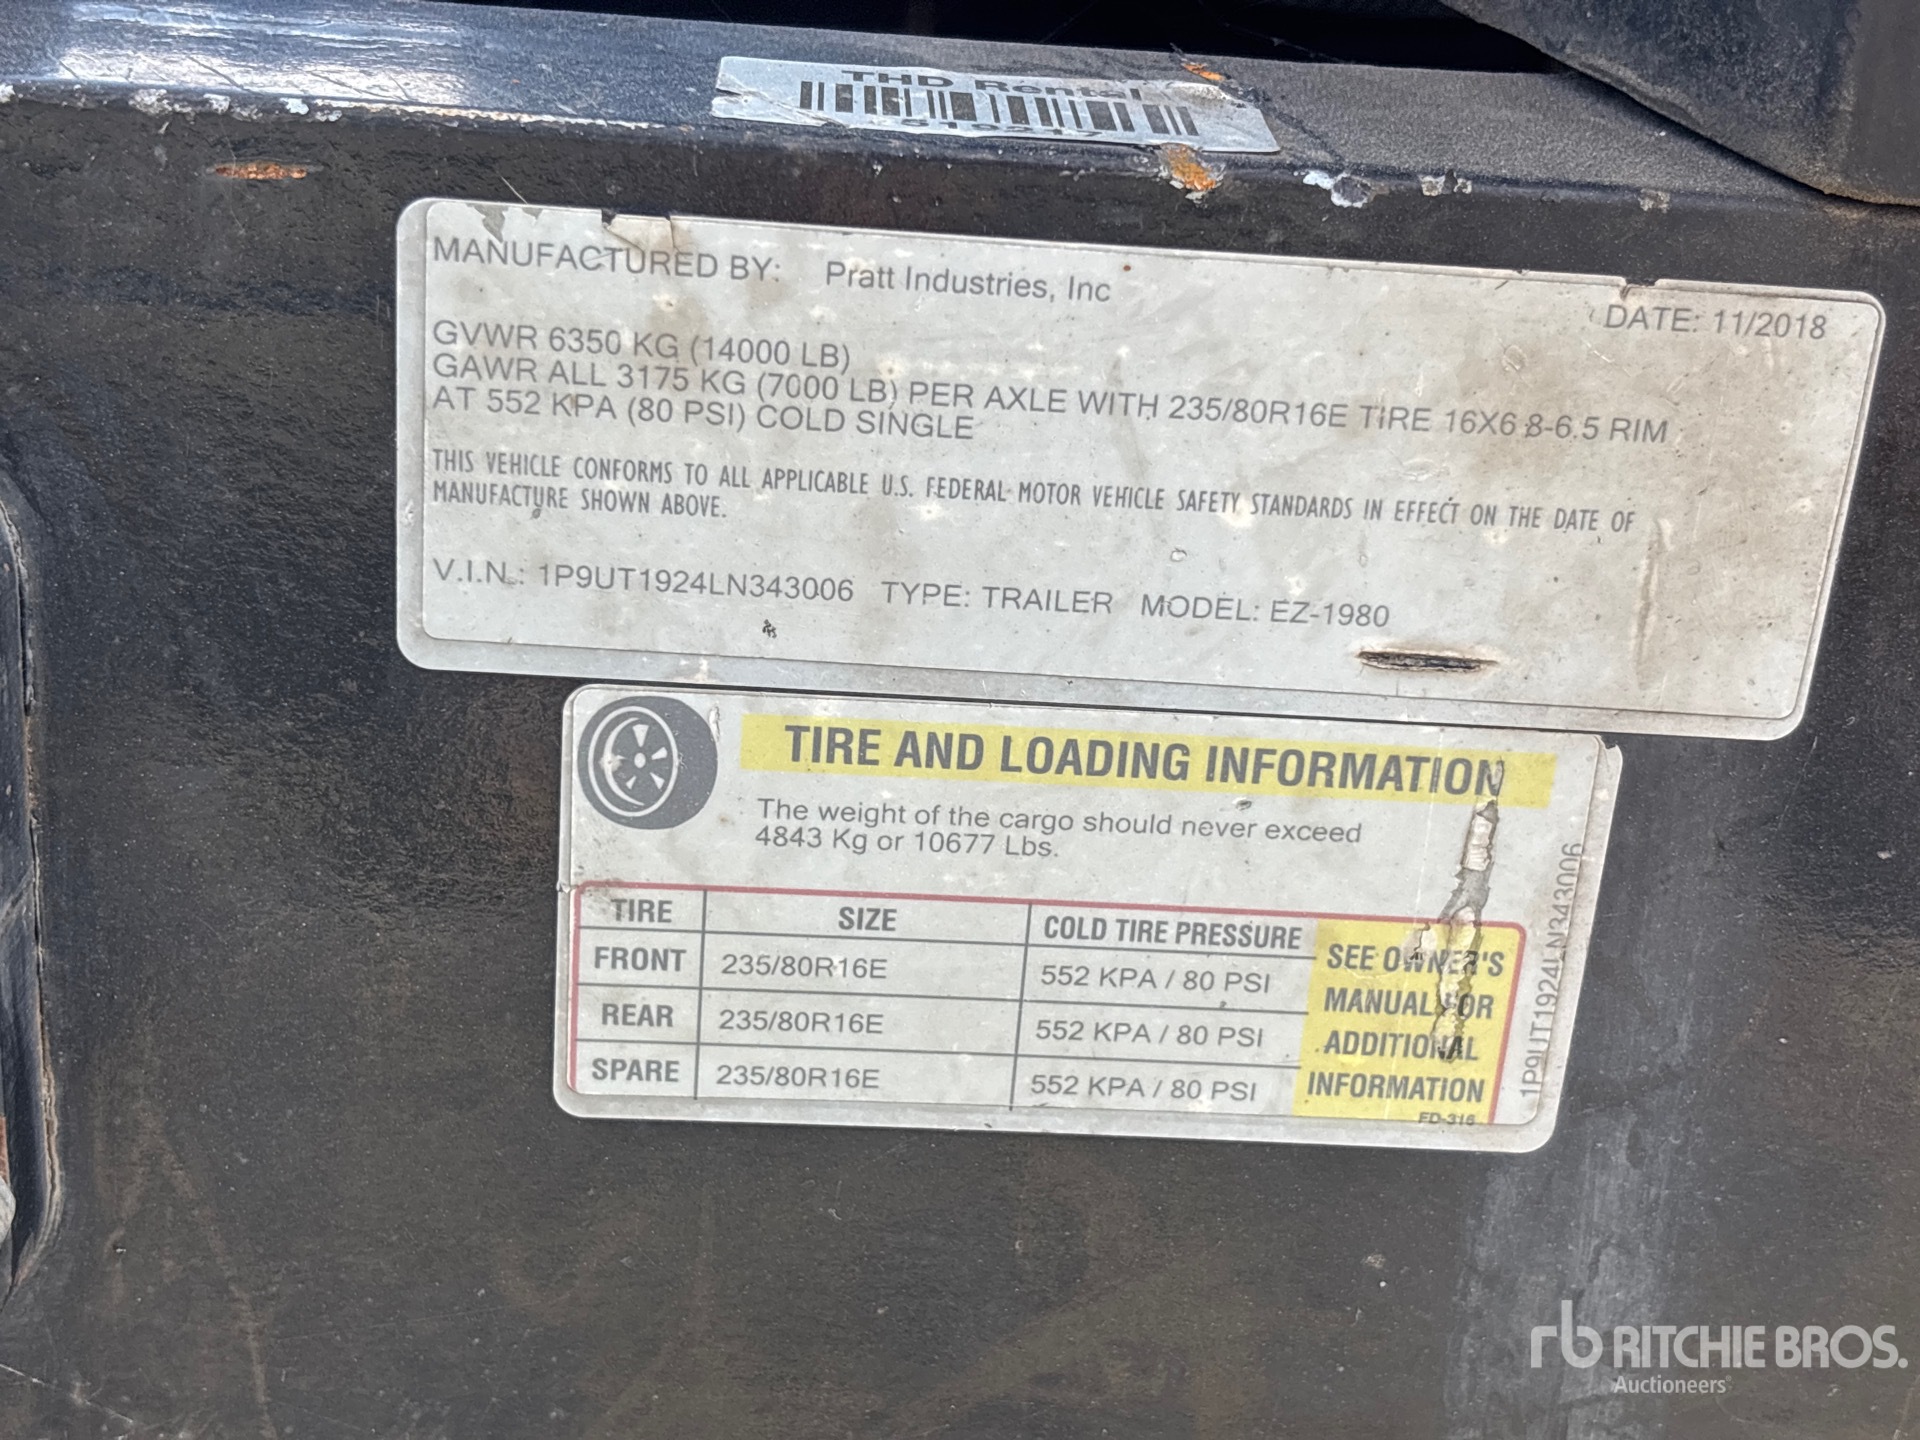 THD Rental
MANUFACTURED BY: Pratt Industries, Inc
DATE: 11/2018
GVWR 6350 KG (14000 LB)
GAWR ALL 3175 KG (7000 LB) PER AXLE WITH 235/80R16E TIRE 16X6 8-6.5 RIM
AT 552 KPA (80 PSI) COLD SINGLE
THIS VEHICLE CONFORMS TO ALL APPLICABLE U.S. FEDERAL MOTOR VEHICLE SAFETY STANDARDS IN EFFECT ON THE DATE OF
MANUFACTURE SHOWN ABOVE.
V.I.N.: 1P9UT1924LN343006 TYPE: TRAILER MODEL: EZ-1980
TIRE AND LOADING INFORMATION
The weight of the cargo should never exceed
4843 Kg or 10677 Lbs.
TIRE SIZE COLD TIRE PRESSURE
FRONT 235/80R16E 552 KPA / 80 PSI
REAR 235/80R16E 552 KPA / 80 PSI
SPARE 235/80R16E 552 KPA / 80 PSI
SEE OWNER'S
MANUAL FOR
ADDITIONAL
INFORMATION
FD-316
1P9UT1924LN343006
rb RITCHIE BROS.
Auctioneers